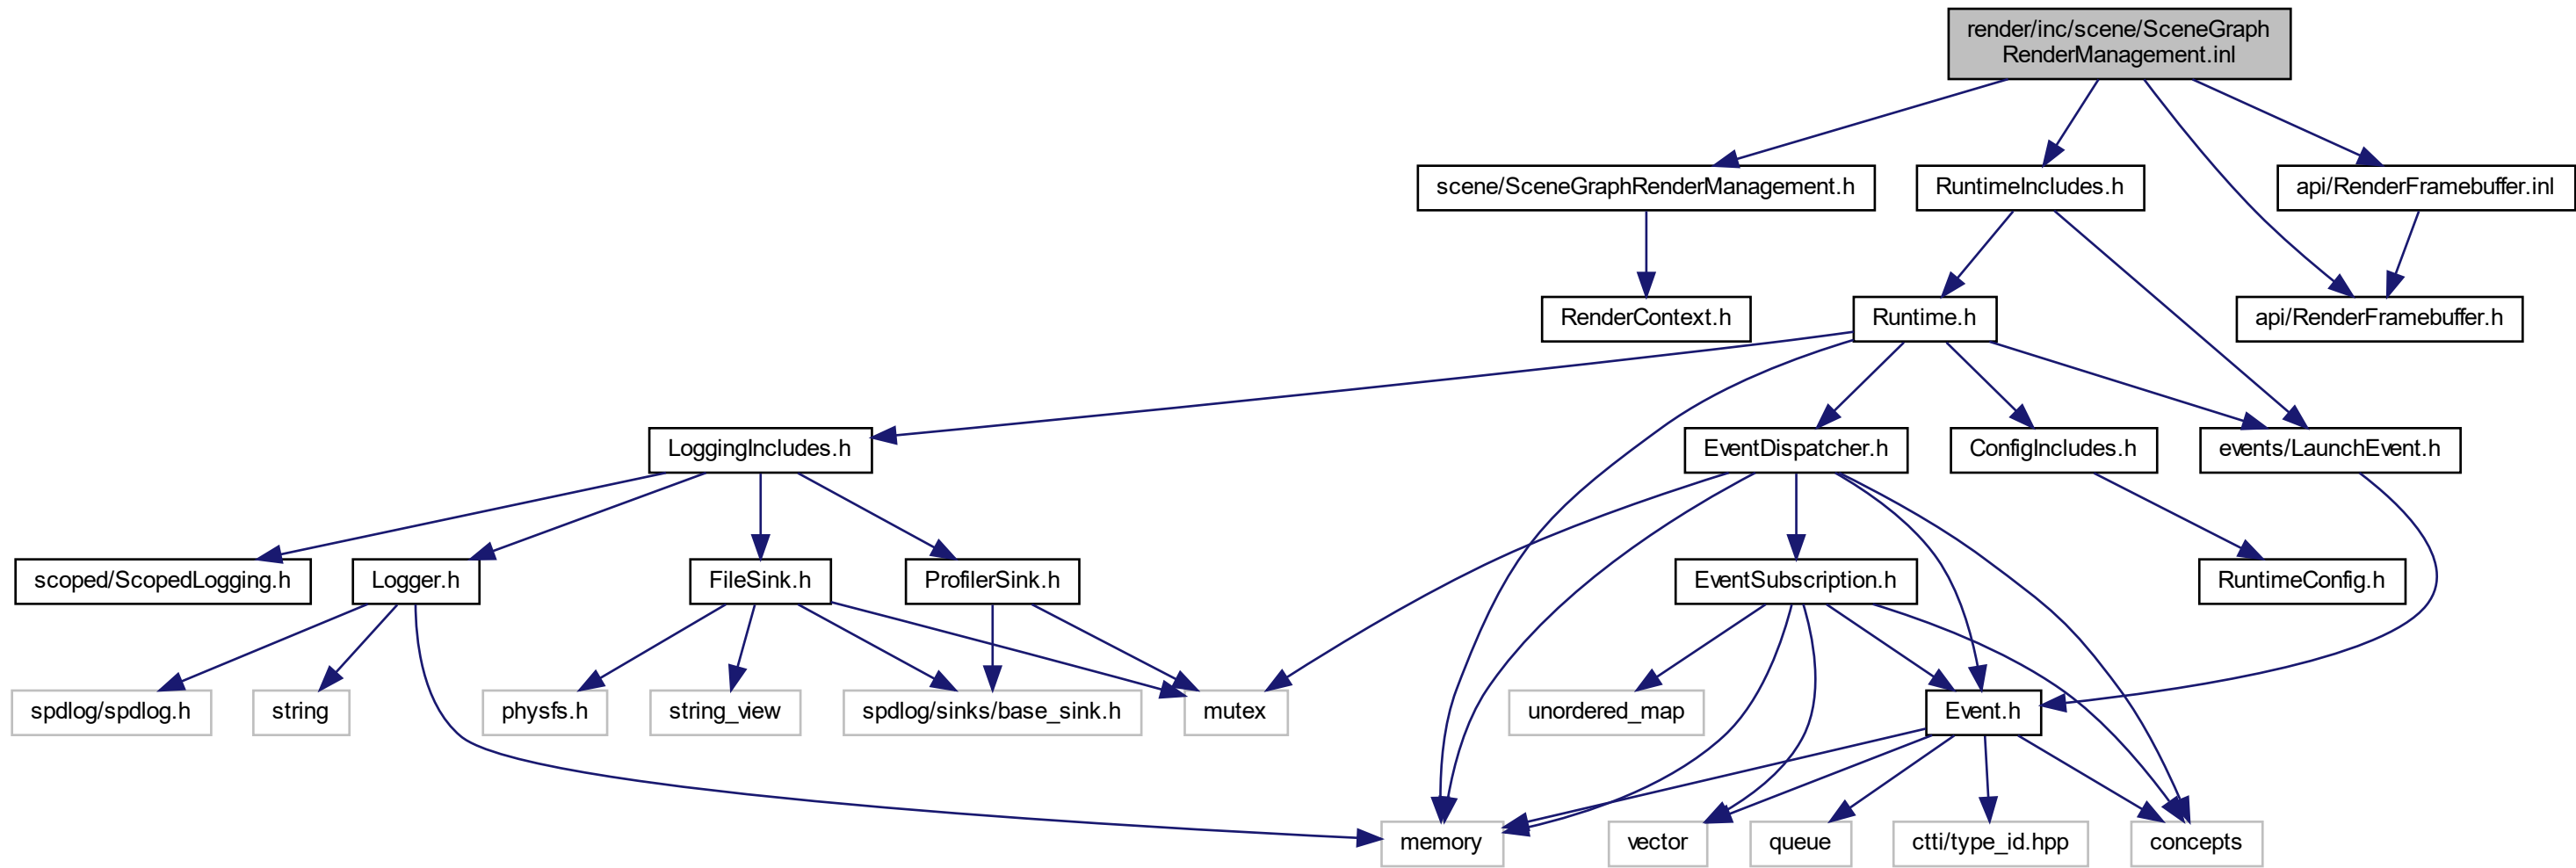 render/inc/scene/SceneGraph
RenderManagement.inl
scene/SceneGraphRenderManagement.h
RuntimeIncludes.h
api/RenderFramebuffer.inl
RenderContext.h
Runtime.h
api/RenderFramebuffer.h
LoggingIncludes.h
EventDispatcher.h
ConfigIncludes.h
events/LaunchEvent.h
scoped/ScopedLogging.h
Logger.h
FileSink.h
ProfilerSink.h
EventSubscription.h
RuntimeConfig.h
spdlog/spdlog.h
string
physfs.h
string_view
spdlog/sinks/base_sink.h
mutex
unordered_map
Event.h
memory
vector
queue
ctti/type_id.hpp
concepts